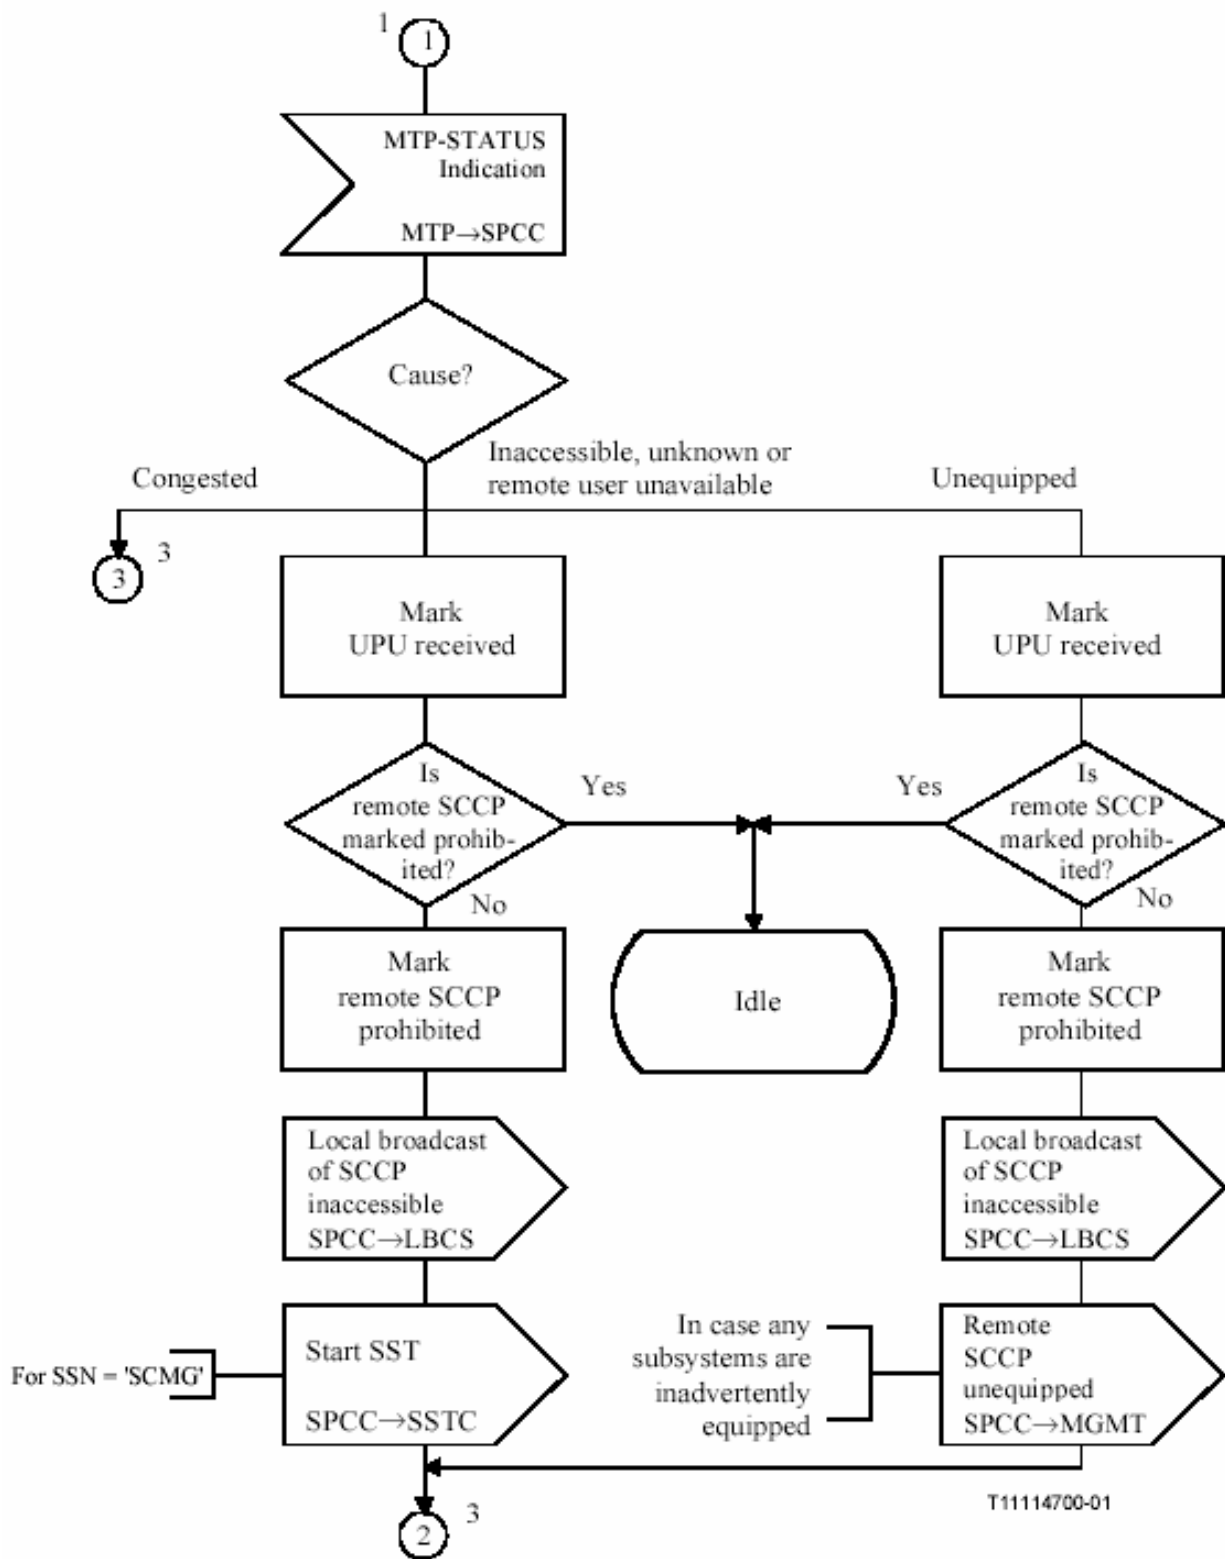 1
1
MTP-STATUS
Indication
MTP→SPCC
Cause?
Congested
Inaccessible, unknown or
remote user unavailable
Unequipped
3
3
Mark
UPU received
Mark
UPU received
Is
remote SCCP
marked prohib-
ited?
Yes
No
Yes
Is
remote SCCP
marked prohib-
ited?
No
Mark
remote SCCP
prohibited
Idle
Mark
remote SCCP
prohibited
Local broadcast
of SCCP
inaccessible
SPCC→LBCS
Local broadcast
of SCCP
inaccessible
SPCC→LBCS
For SSN = 'SCMG'
Start SST
SPCC→SSTC
In case any
subsystems are
inadvertently
equipped
Remote
SCCP
unequipped
SPCC→MGMT
T11114700-01
2
3